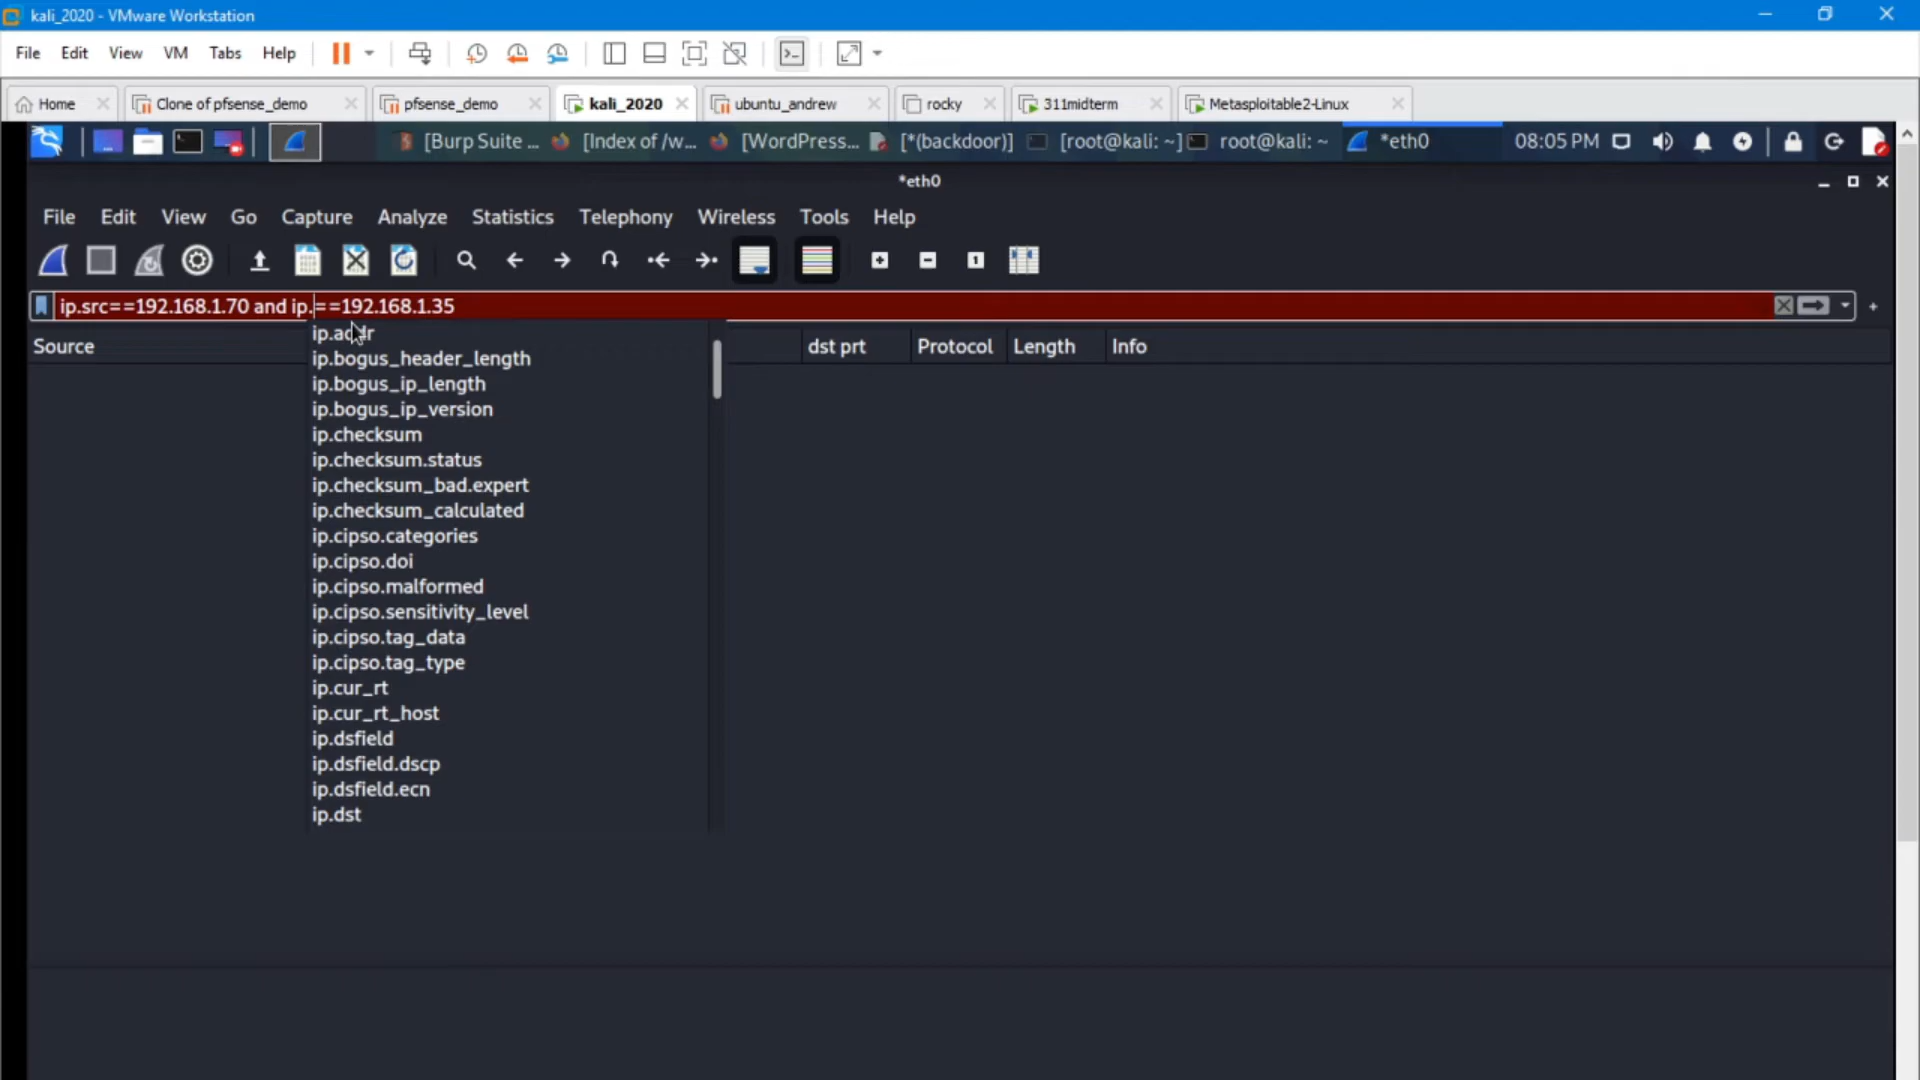 kali_2020 - VMware Workstation
File Edit View VM Tabs Help
Home Clone of pfsense_demo pfsense_demo kali_2020 ubuntu_andrew rocky 311midterm Metasploitable2-Linux
[Burp Suite ... [Index of /w... [WordPress... [*(backdoor)] [root@kali: ~] root@kali: ~ *eth0 08:05 PM
*eth0
File Edit View Go Capture Analyze Statistics Telephony Wireless Tools Help
ip.src==192.168.1.70 and ip.==192.168.1.35
Source dst prt Protocol Length Info
ip.addr
ip.bogus_header_length
ip.bogus_ip_length
ip.bogus_ip_version
ip.checksum
ip.checksum.status
ip.checksum_bad.expert
ip.checksum_calculated
ip.cipso.categories
ip.cipso.doi
ip.cipso.malformed
ip.cipso.sensitivity_level
ip.cipso.tag_data
ip.cipso.tag_type
ip.cur_rt
ip.cur_rt_host
ip.dsfield
ip.dsfield.dscp
ip.dsfield.ecn
ip.dst